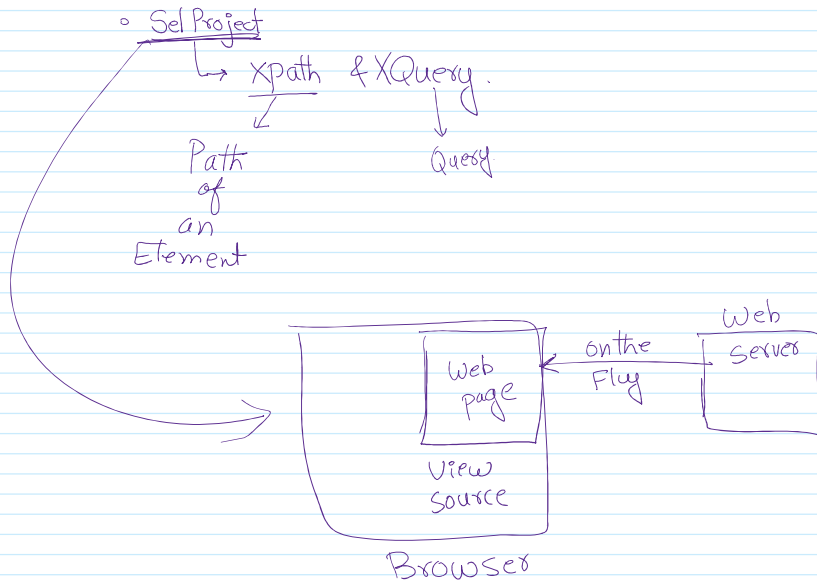 Sel Project
Xpath & XQuery.
Path
of
an
Element
Query
Web
Server
on the
Fly
Web
page
View
Source
Browser